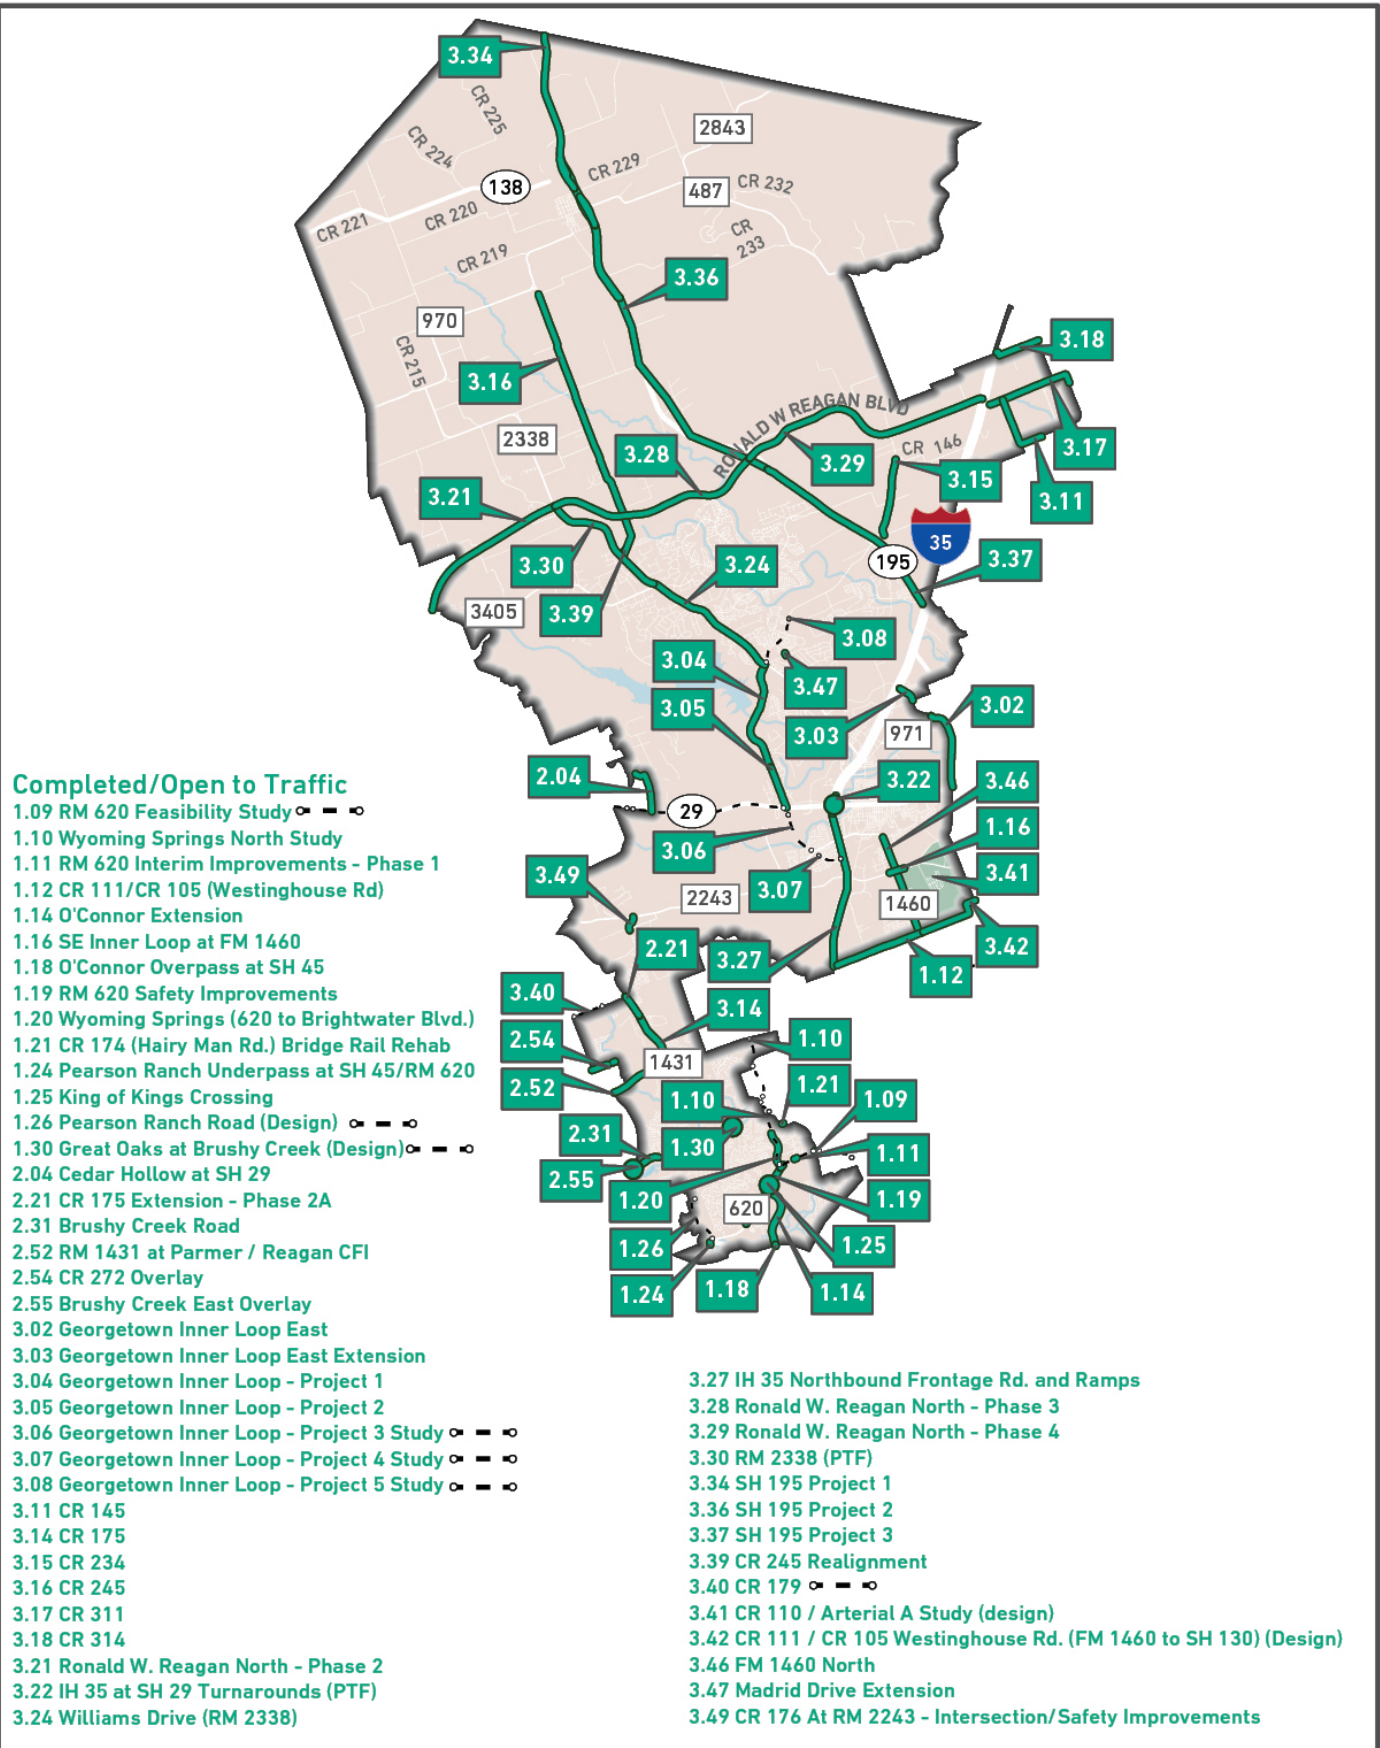 3.34
CR 225
2843
CR 224
CR 229
138
487
CR 232
CR 221
CR 220
CR
233
CR 219
3.36
970
3.18
CR 215
3.16
RONALD W REAGAN BLVD
2338
3.28
3.29
CR 146
3.17
3.15
3.11
3.21
35
3.30
3.24
195
3.37
3405
3.39
3.08
3.04
3.47
3.05
3.03
971
3.02
2.04
3.22
3.46
29
1.16
3.06
3.49
3.07
3.41
2243
1460
2.21
3.27
3.42
1.12
3.40
3.14
2.54
1431
1.10
2.52
1.21
1.10
1.09
2.31
1.30
1.11
2.55
1.20
1.19
620
1.26
1.25
1.24
1.18
1.14
Completed/Open to Traffic
1.09 RM 620 Feasibility Study
1.10 Wyoming Springs North Study
1.11 RM 620 Interim Improvements - Phase 1
1.12 CR 111/CR 105 (Westinghouse Rd)
1.14 O'Connor Extension
1.16 SE Inner Loop at FM 1460
1.18 O'Connor Overpass at SH 45
1.19 RM 620 Safety Improvements
1.20 Wyoming Springs (620 to Brightwater Blvd.)
1.21 CR 174 (Hairy Man Rd.) Bridge Rail Rehab
1.24 Pearson Ranch Underpass at SH 45/RM 620
1.25 King of Kings Crossing
1.26 Pearson Ranch Road (Design)
1.30 Great Oaks at Brushy Creek (Design)
2.04 Cedar Hollow at SH 29
2.21 CR 175 Extension - Phase 2A
2.31 Brushy Creek Road
2.52 RM 1431 at Parmer / Reagan CFI
2.54 CR 272 Overlay
2.55 Brushy Creek East Overlay
3.02 Georgetown Inner Loop East
3.03 Georgetown Inner Loop East Extension
3.04 Georgetown Inner Loop - Project 1
3.05 Georgetown Inner Loop - Project 2
3.06 Georgetown Inner Loop - Project 3 Study
3.07 Georgetown Inner Loop - Project 4 Study
3.08 Georgetown Inner Loop - Project 5 Study
3.11 CR 145
3.14 CR 175
3.15 CR 234
3.16 CR 245
3.17 CR 311
3.18 CR 314
3.21 Ronald W. Reagan North - Phase 2
3.22 IH 35 at SH 29 Turnarounds (PTF)
3.24 Williams Drive (RM 2338)
3.27 IH 35 Northbound Frontage Rd. and Ramps
3.28 Ronald W. Reagan North - Phase 3
3.29 Ronald W. Reagan North - Phase 4
3.30 RM 2338 (PTF)
3.34 SH 195 Project 1
3.36 SH 195 Project 2
3.37 SH 195 Project 3
3.39 CR 245 Realignment
3.40 CR 179
3.41 CR 110 / Arterial A Study (design)
3.42 CR 111 / CR 105 Westinghouse Rd. (FM 1460 to SH 130) (Design)
3.46 FM 1460 North
3.47 Madrid Drive Extension
3.49 CR 176 At RM 2243 - Intersection/Safety Improvements